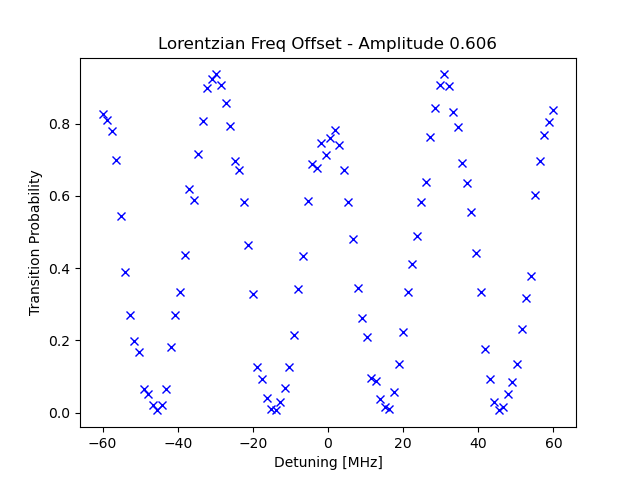 Lorentzian Freq Offset - Amplitude 0.606
Transition Probability
0.8
0.6
0.4
0.2
0.0
−60 −40 −20 0 20 40 60
Detuning [MHz]